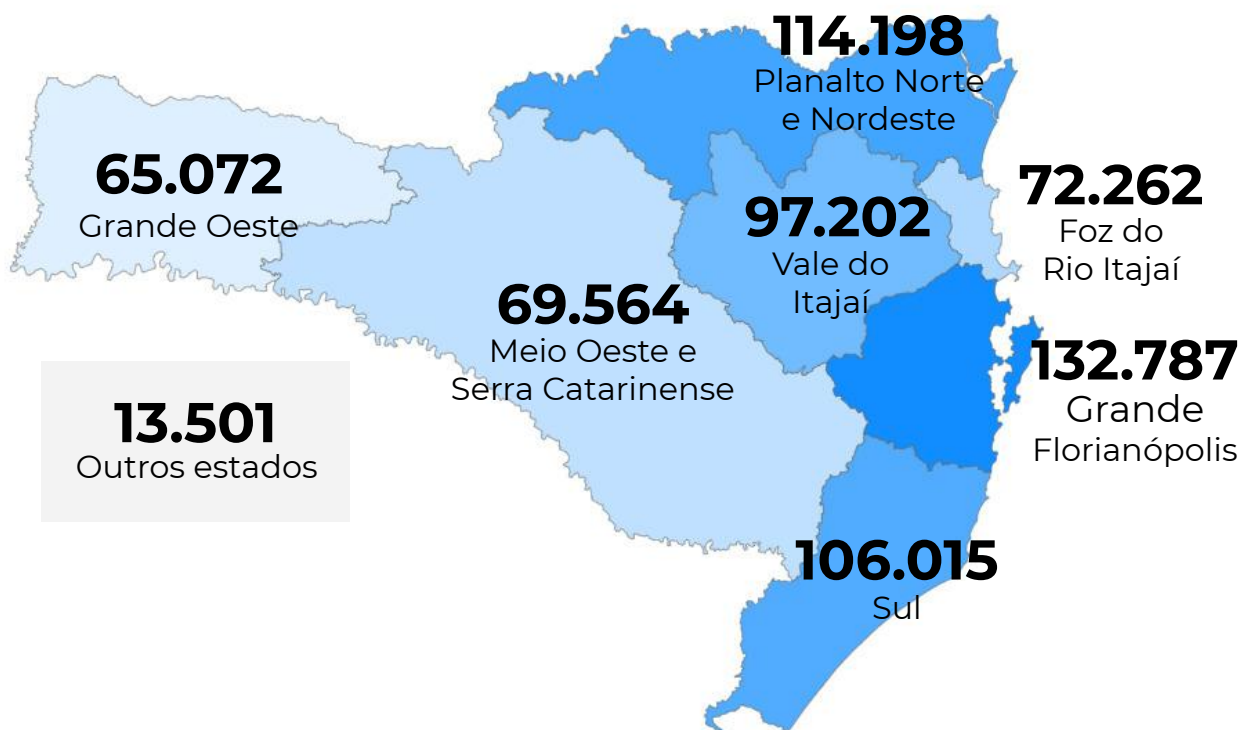 114.198
Planalto Norte
e Nordeste
65.072
Grande Oeste
72.262
Foz do
Rio Itajaí
97.202
Vale do
Itajaí
69.564
Meio Oeste e
Serra Catarinense
132.787
Grande
Florianópolis
13.501
Outros estados
106.015
Sul